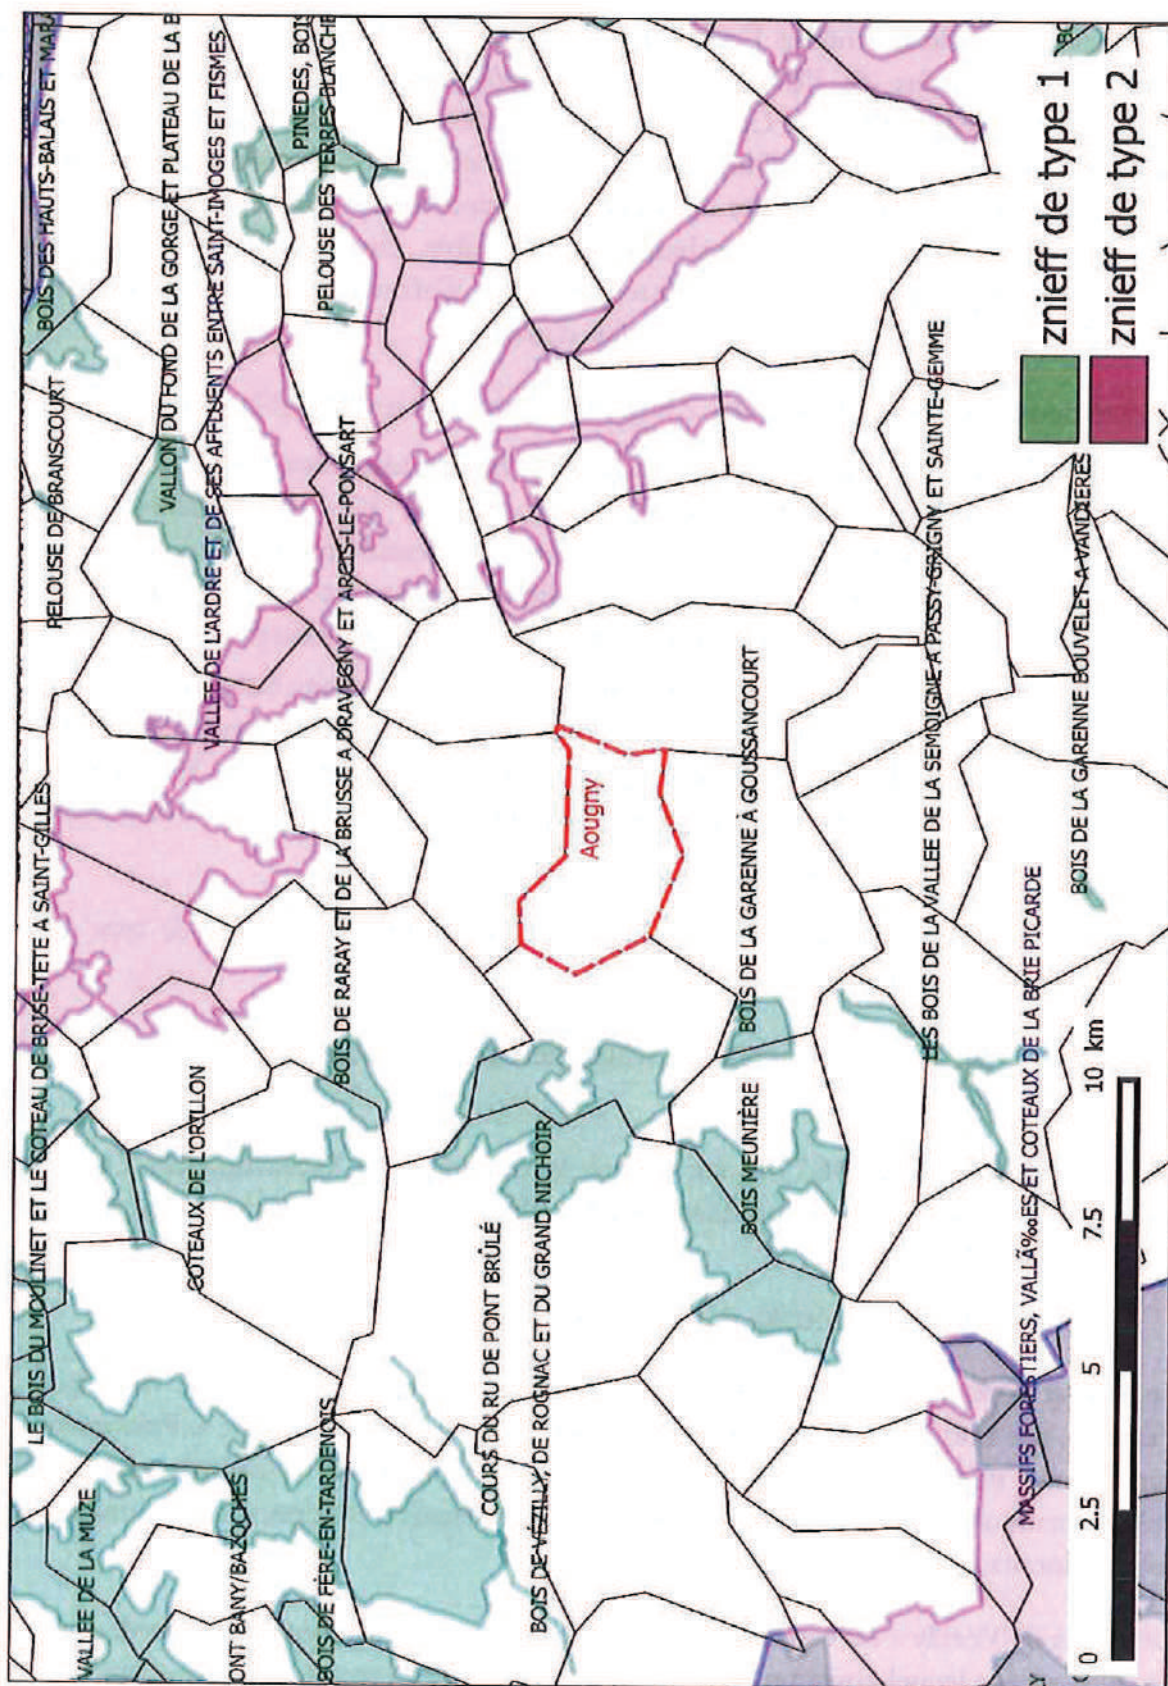 BOIS DES HAUTS-BALAIS ET MARA
LE BOIS DU MOULINET ET LE COTEAU DE BRISE-TETE A SAINT-GILLES
PELOUSE DE BRANSCOURT
VALLEE DE LA MUZE
VALLON DU FOND DE LA GORGE ET PLATEAU DE LA B
COTEAUX DE L'ORILLON
VALLEE DE L'ARDRE ET DE SES AFFLUENTS ENTRE SAINT-IMOGES ET FISMES
ONT BANY/BAZOCHES
PINEDES, BOIS
BOIS DE FÈRE-EN-TARDENOIS
PELOUSE DES TERRES BLANCHE
BOIS DE RARAY ET DE LA BRUSSE A DRAVEGNY ET ARCIS-LE-PONSART
COURS DU RU DE PONT BRÛLÉ
BOIS DE VÉZILLY, DE ROGNAC ET DU GRAND NICHOIR
Aougny
BOIS MEUNIÈRE
BOIS DE LA GARENNE À GOUSSANCOURT
LES BOIS DE LA VALLEE DE LA SEMOIGNE A PASSY-GRIGNY ET SAINTE-GEMME
MASSIFS FORESTIERS, VALLÃ‰ES ET COTEAUX DE LA BRIE PICARDE
BOIS DE LA GARENNE BOUVELET A VANDIERES
BO
znieff de type 1
znieff de type 2
0 2.5 5 7.5 10 km